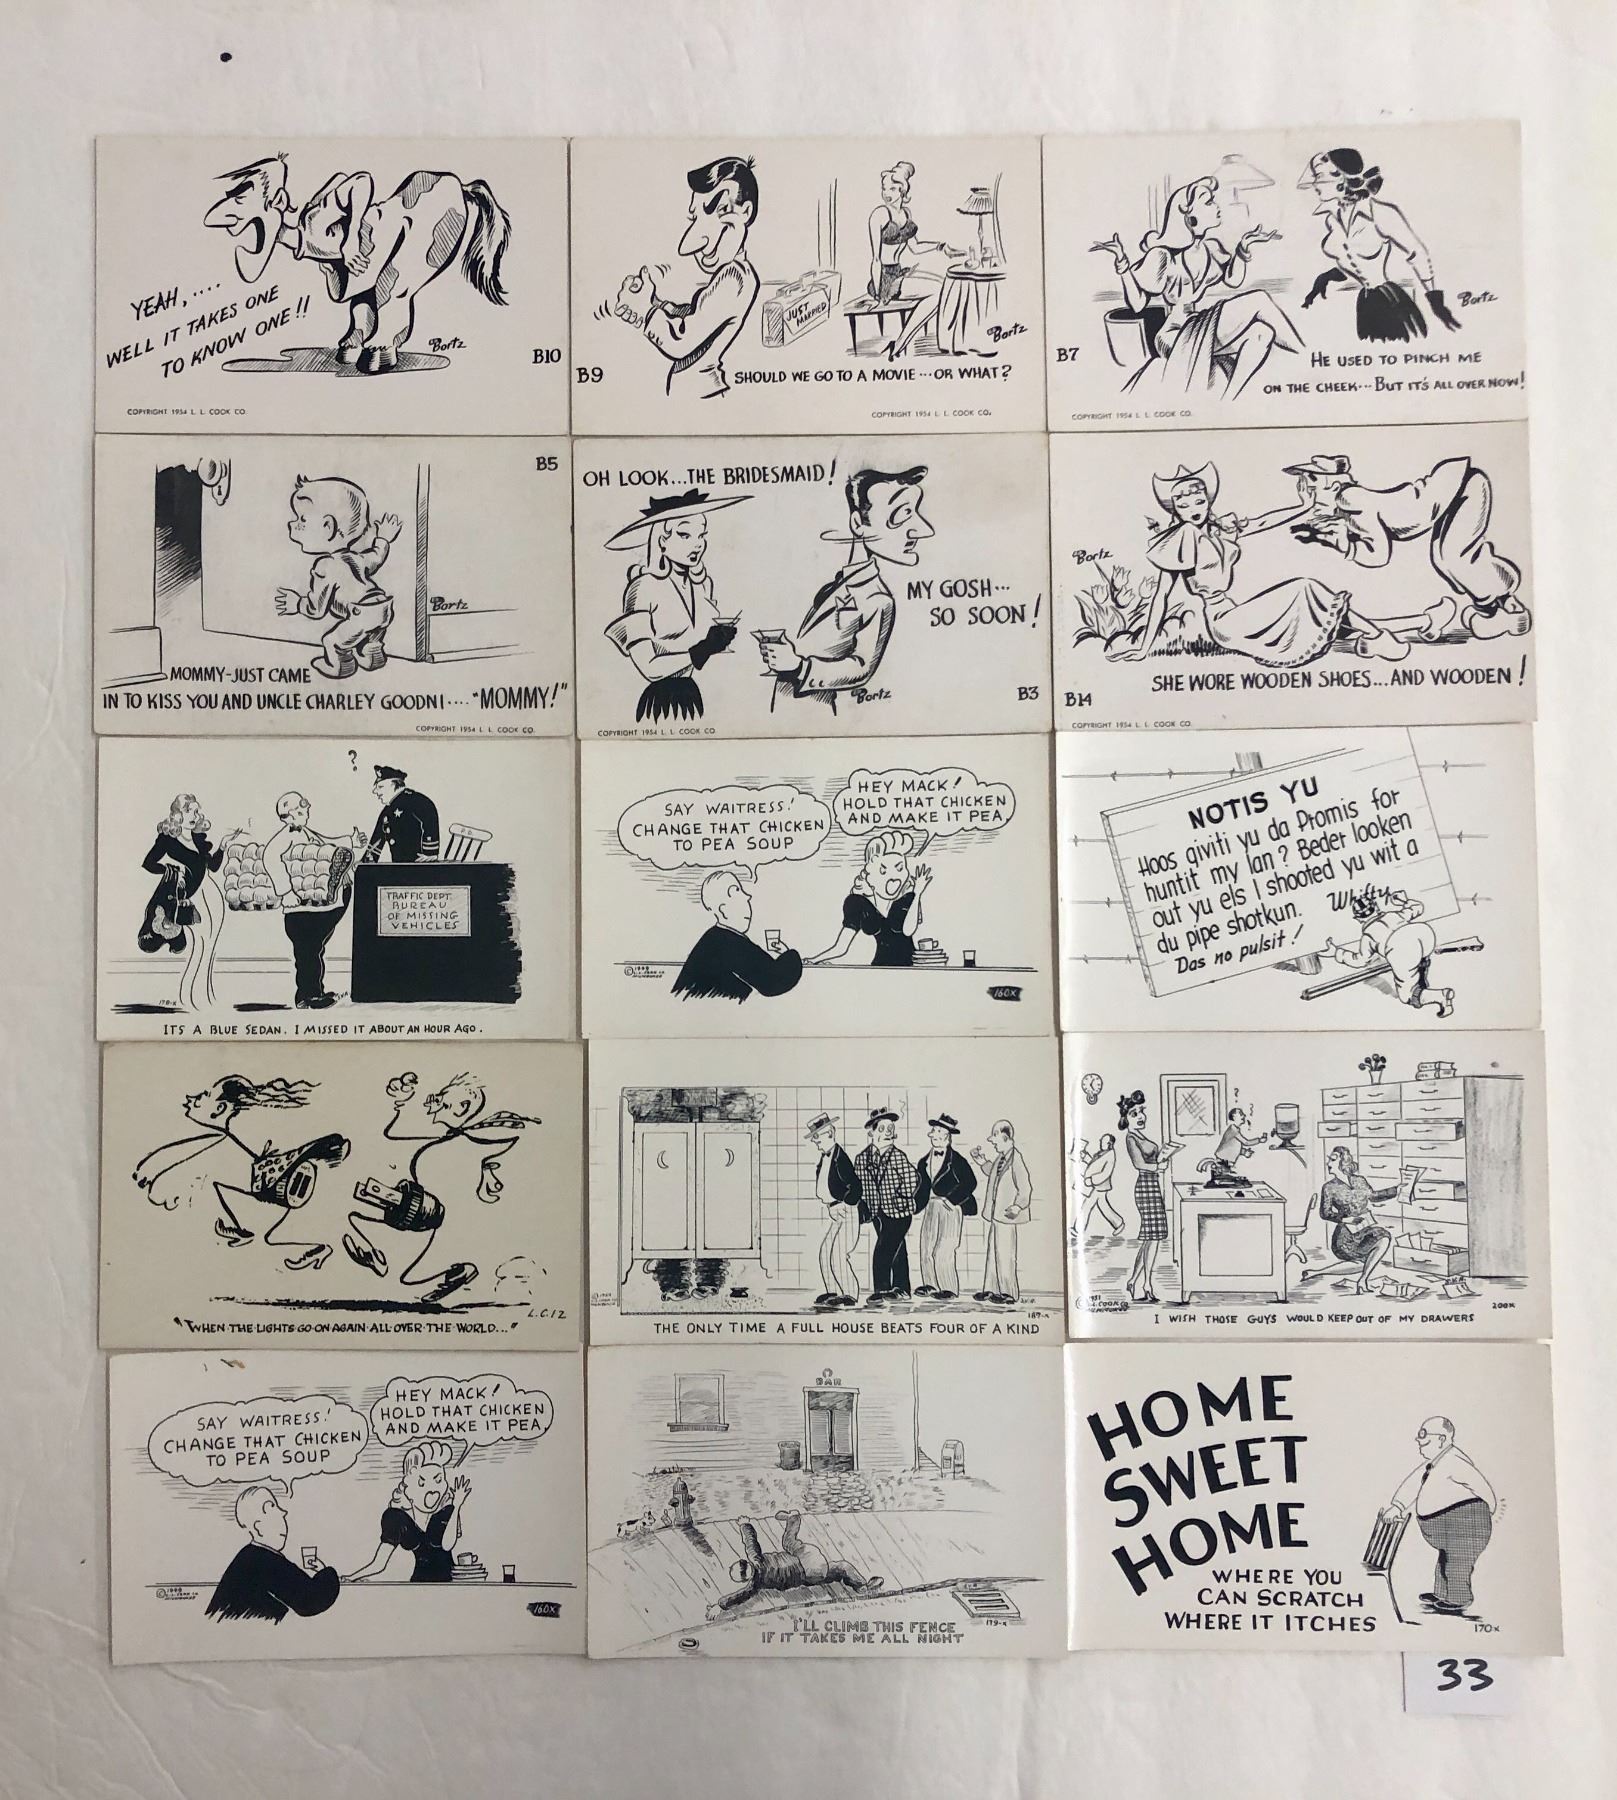 YEAH,....
WELL IT TAKES ONE
TO KNOW ONE!!
Bortz
B10
COPYRIGHT 1954 L. L. COOK CO.
JUST
MARRIED
Bortz
B9
SHOULD WE GO TO A MOVIE...OR WHAT?
COPYRIGHT 1954 L. L. COOK CO.
Bortz
B7
HE USED TO PINCH ME
ON THE CHEEK...BUT IT'S ALL OVER NOW!
COPYRIGHT 1954 L. L. COOK CO.
B5
Bortz
MOMMY-JUST CAME
IN TO KISS YOU AND UNCLE CHARLEY GOODNI...."MOMMY!"
COPYRIGHT 1954 L. L. COOK CO.
OH LOOK...THE BRIDESMAID!
MY GOSH...
SO SOON!
Bortz
B3
COPYRIGHT 1954 L. L. COOK CO.
Bortz
SHE WORE WOODEN SHOES...AND WOODEN!
B14
COPYRIGHT 1954 L. L. COOK CO.
?
TRAFFIC DEPT.
BUREAU
OF MISSING
VEHICLES
178-X
ITS A BLUE SEDAN. I MISSED IT ABOUT AN HOUR AGO.
SAY WAITRESS!
CHANGE THAT CHICKEN
TO PEA SOUP
HEY MACK!
HOLD THAT CHICKEN
AND MAKE IT PEA
160X
NOTIS YU
Hoos giviti yu da Promis for
huntit my lan? Beder looken
out yu els I shooted yu wit a
du pipe shotkun. Whifty
Das no pulsit!
L.C.12
"WHEN·THE·LIGHTS·GO·ON·AGAIN·ALL·OVER·THE·WORLD..."
189-X
THE ONLY TIME A FULL HOUSE BEATS FOUR OF A KIND
© 1951
L.L. COOK CO.
MILWAUKEE
200X
I WISH THOSE GUYS WOULD KEEP OUT OF MY DRAWERS
SAY WAITRESS!
CHANGE THAT CHICKEN
TO PEA SOUP
HEY MACK!
HOLD THAT CHICKEN
AND MAKE IT PEA
160X
BAR
I'LL CLIMB THIS FENCE
IF IT TAKES ME ALL NIGHT
179-X
HOME
SWEET
HOME
WHERE YOU
CAN SCRATCH
WHERE IT ITCHES
170X
33